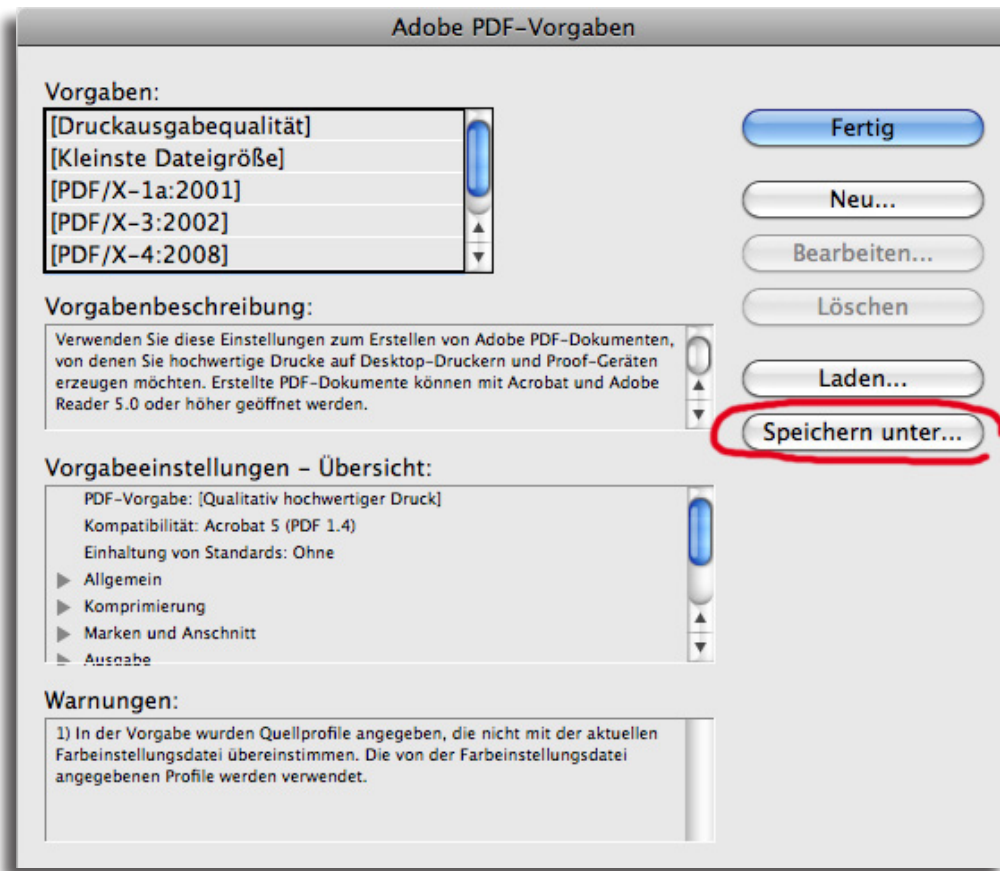 Adobe PDF-Vorgaben
Vorgaben:
[Druckausgabequalität]
[Kleinste Dateigröße]
[PDF/X-1a:2001]
[PDF/X-3:2002]
[PDF/X-4:2008]
Vorgabenbeschreibung:
Verwenden Sie diese Einstellungen zum Erstellen von Adobe PDF-Dokumenten,
von denen Sie hochwertige Drucke auf Desktop-Druckern und Proof-Geräten
erzeugen möchten. Erstellte PDF-Dokumente können mit Acrobat und Adobe
Reader 5.0 oder höher geöffnet werden.
Vorgabeeinstellungen – Übersicht:
PDF-Vorgabe: [Qualitativ hochwertiger Druck]
Kompatibilität: Acrobat 5 (PDF 1.4)
Einhaltung von Standards: Ohne
Allgemein
Komprimierung
Marken und Anschnitt
Ausgabe
Warnungen:
1) In der Vorgabe wurden Quellprofile angegeben, die nicht mit der aktuellen
Farbeinstellungsdatei übereinstimmen. Die von der Farbeinstellungsdatei
angegebenen Profile werden verwendet.
Fertig
Neu...
Bearbeiten...
Löschen
Laden...
Speichern unter...